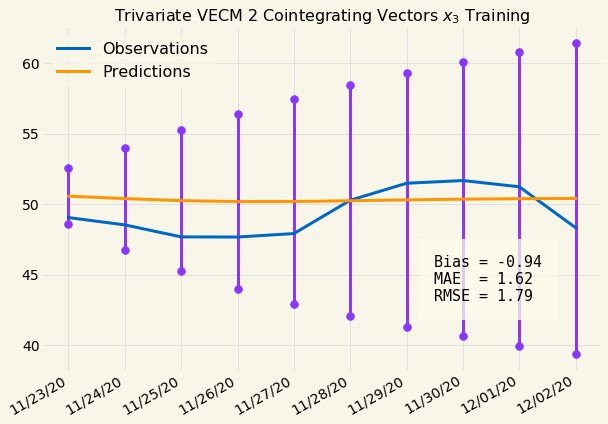 Trivariate VECM 2 Cointegrating Vectors x₃ Training
Observations
Predictions
60
55
50
45
40
Bias = -0.94
MAE  = 1.62
RMSE = 1.79
11/23/20
11/24/20
11/25/20
11/26/20
11/27/20
11/28/20
11/29/20
11/30/20
12/01/20
12/02/20